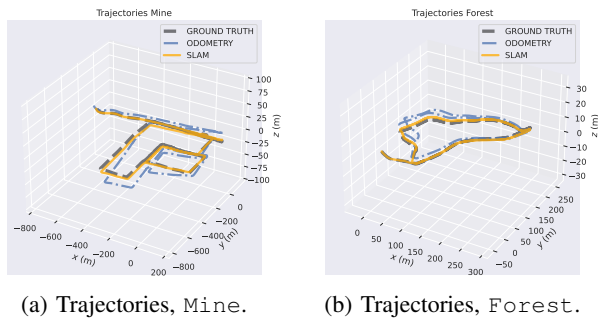 Trajectories Mine
GROUND TRUTH
ODOMETRY
SLAM
100
75
50
25
0
−25
−50
−75
−100
z (m)
0
−200
−400
−600
−800
y (m)
−800
−600
−400
−200
0
200
x (m)
Trajectories Forest
GROUND TRUTH
ODOMETRY
SLAM
30
20
10
0
−10
−20
−30
z (m)
250
200
150
100
50
0
−50
y (m)
0
50
100
150
200
250
300
x (m)
(a) Trajectories, Mine.
(b) Trajectories, Forest.